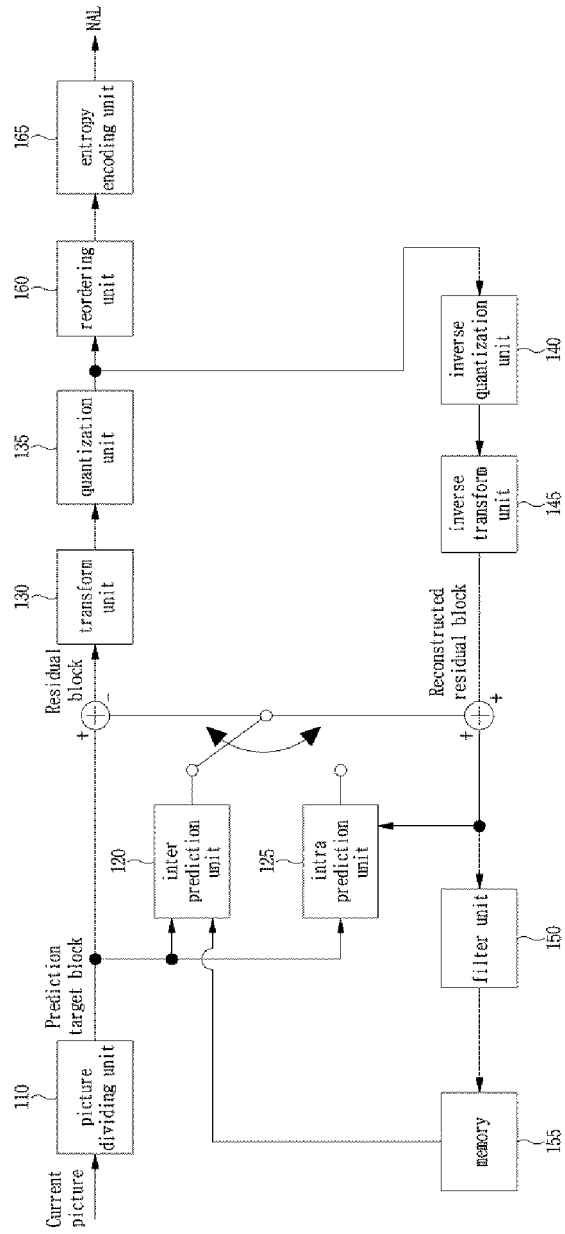 110
120
125
130
135
160
165
Current
picture
picture
dividing unit
Prediction
target block
inter
prediction
unit
intra
prediction
unit
+
-
Residual
block
transform
unit
quantization
unit
reordering
unit
entropy
encoding unit
NAL
memory
filter unit
+
+
Reconstructed
residual block
inverse
transform
unit
inverse
quantization
unit
155
150
145
140